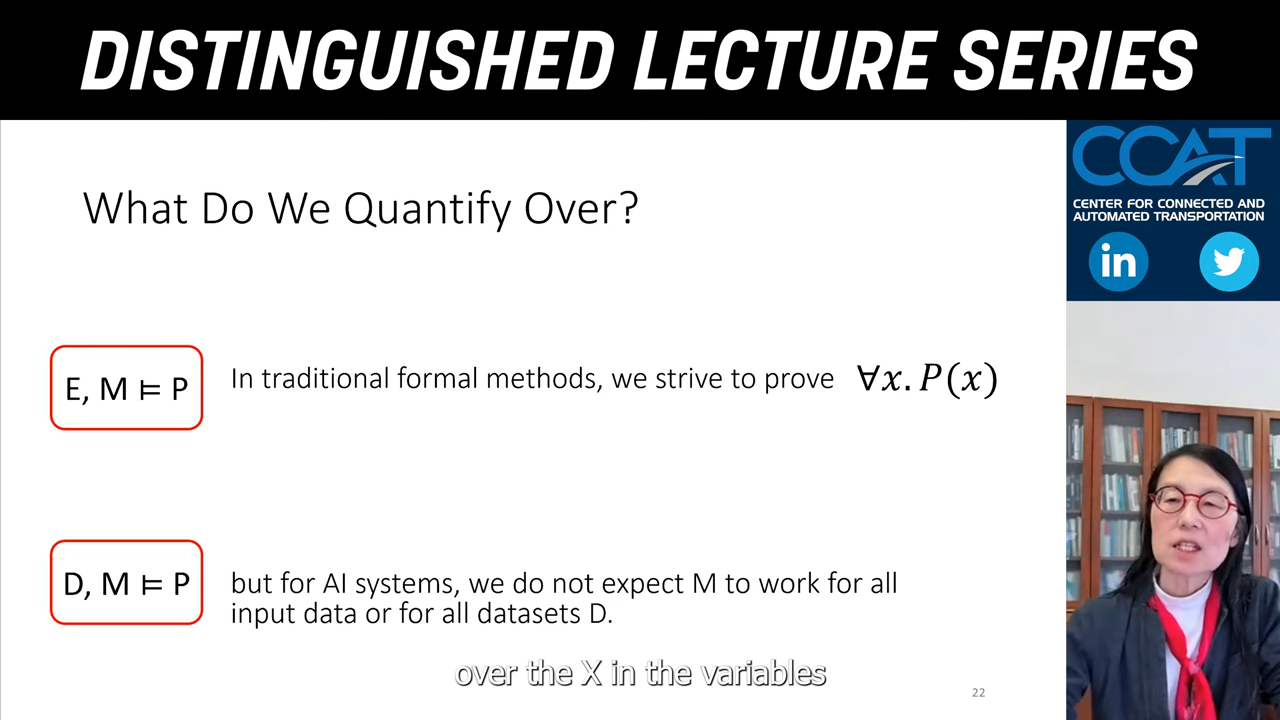 DISTINGUISHED LECTURE SERIES
CCAT
CENTER FOR CONNECTED AND
AUTOMATED TRANSPORTATION
in
What Do We Quantify Over?
E, M ⊨ P
In traditional formal methods, we strive to prove ∀x. P(x)
D, M ⊨ P
but for AI systems, we do not expect M to work for all
input data or for all datasets D.
over the X in the variables
22